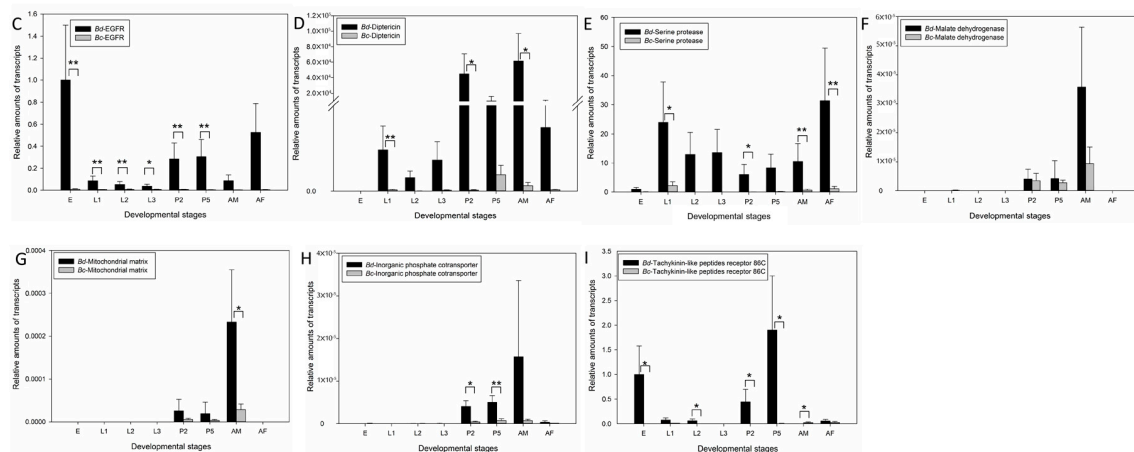 C
Bd-EGFR
Bc-EGFR
Relative amounts of transcripts
1.6
1.4
1.2
1.0
0.8
0.6
0.4
0.2
0.0
**
**
**
*
**
**
E L1 L2 L3 P2 P5 AM AF
Developmental stages
D
Bd-Diptericin
Bc-Diptericin
Relative amounts of transcripts
0.0
**
*
*
E L1 L2 L3 P2 P5 AM AF
Developmental stages
E
Bd-Serine protease
Bc-Serine protease
Relative amounts of transcripts
60
50
40
30
20
10
0
*
*
**
**
E L1 L2 L3 P2 P5 AM AF
Developmental stages
F
Bd-Malate dehydrogenase
Bc-Malate dehydrogenase
Relative amounts of transcripts
0
E L1 L2 L3 P2 P5 AM AF
Developmental stages
G
Bd-Mitochondrial matrix
Bc-Mitochondrial matrix
Relative amounts of transcripts
0.0004
0.0003
0.0002
0.0001
0.0000
*
E L1 L2 L3 P2 P5 AM AF
Developmental stages
H
Bd-Inorganic phosphate cotransporter
Bc-Inorganic phosphate cotransporter
Relative amounts of transcripts
0
*
**
E L1 L2 L3 P2 P5 AM AF
Developmental stages
I
Bd-Tachykinin-like peptides receptor 86C
Bc-Tachykinin-like peptides receptor 86C
Relative amounts of transcripts
3.5
3.0
2.5
2.0
1.5
1.0
0.5
0.0
*
*
*
*
*
E L1 L2 L3 P2 P5 AM AF
Developmental stages